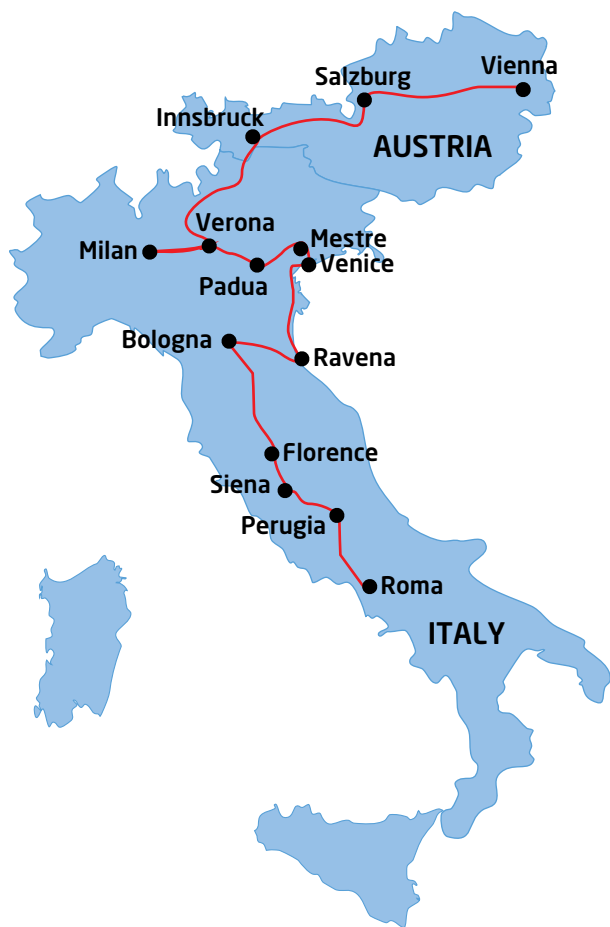 Vienna
Salzburg
Innsbruck
AUSTRIA
Verona
Mestre
Milan
Venice
Padua
Bologna
Ravena
Florence
Siena
Perugia
Roma
ITALY